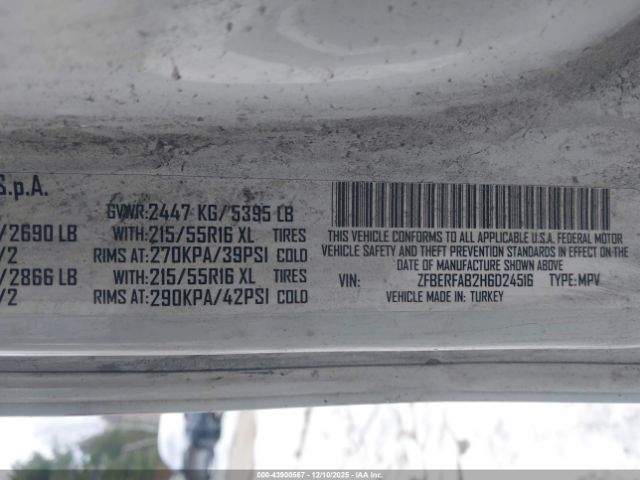 S.p.A.
GVWR:2447 KG/5395 LB
/2690 LB WITH:215/55R16 XL TIRES
/2 RIMS AT:270KPA/39PSI COLD
/2866 LB WITH:215/55R16 XL TIRES
/2 RIMS AT:290KPA/42PSI COLD
THIS VEHICLE CONFORMS TO ALL APPLICABLE U.S.A. FEDERAL MOTOR
VEHICLE SAFETY AND THEFT PREVENTION STANDARDS IN EFFECT ON THE
DATE OF MANUFACTURE SHOWN ABOVE
VIN: ZFBERFAB2H6D24516 TYPE:MPV
VEHICLE MADE IN: TURKEY
000-43900567 - 12/10/2025 - IAA INC.